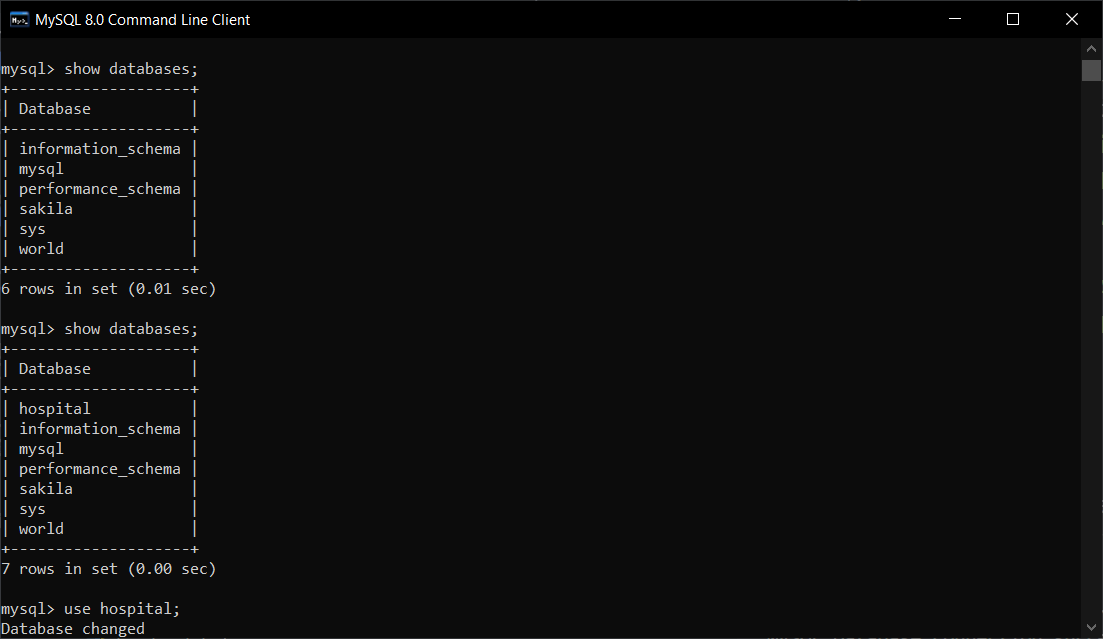 MySQL 8.0 Command Line Client
mysql> show databases;
+--------------------+
| Database           |
+--------------------+
| information_schema |
| mysql              |
| performance_schema |
| sakila             |
| sys                |
| world              |
+--------------------+
6 rows in set (0.01 sec)
mysql> show databases;
+--------------------+
| Database           |
+--------------------+
| hospital           |
| information_schema |
| mysql              |
| performance_schema |
| sakila             |
| sys                |
| world              |
+--------------------+
7 rows in set (0.00 sec)
mysql> use hospital;
Database changed